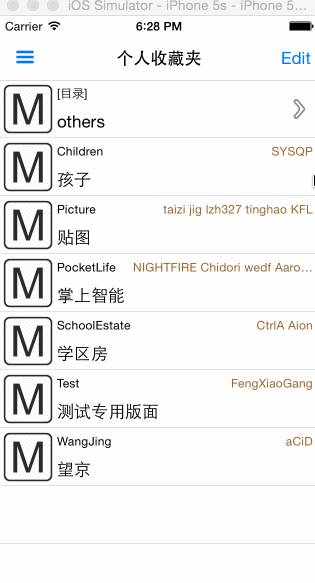 iOS Simulator - iPhone 5s - iPhone 5...
Carrier 6:28 PM
个人收藏夹 Edit
M [目录]
others
M Children SYSQP
孩子
M Picture taizi jig lzh327 tinghao KFL
贴图
M PocketLife NIGHTFIRE Chidori wedf Aaro...
掌上智能
M SchoolEstate CtrlA Aion
学区房
M Test FengXiaoGang
测试专用版面
M WangJing aCiD
望京